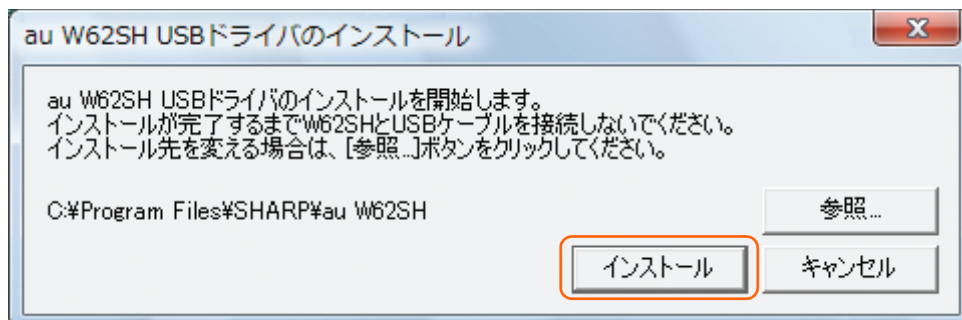 au W62SH USBドライバのインストール
au W62SH USBドライバのインストールを開始します。
インストールが完了するまでW62SHとUSBケーブルを接続しないでください。
インストール先を変える場合は、[参照...]ボタンをクリックしてください。
C:¥Program Files¥SHARP¥au W62SH
参照...
インストール
キャンセル